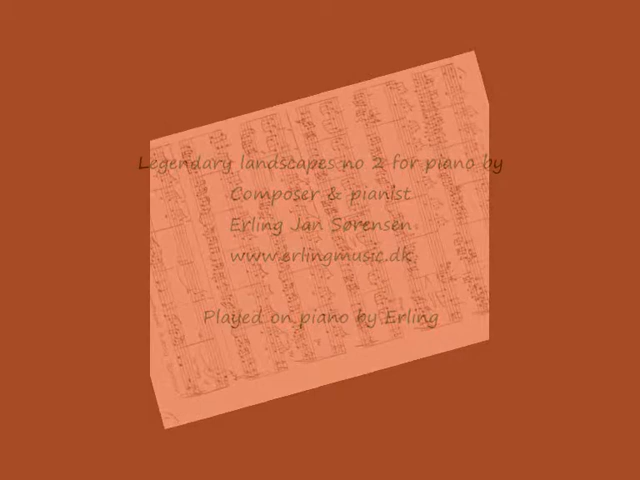 Legendary landscapes no 2 for piano by
Composer & pianist
Erling Jan Sørensen
www.erlingmusic.dk
Played on piano by Erling